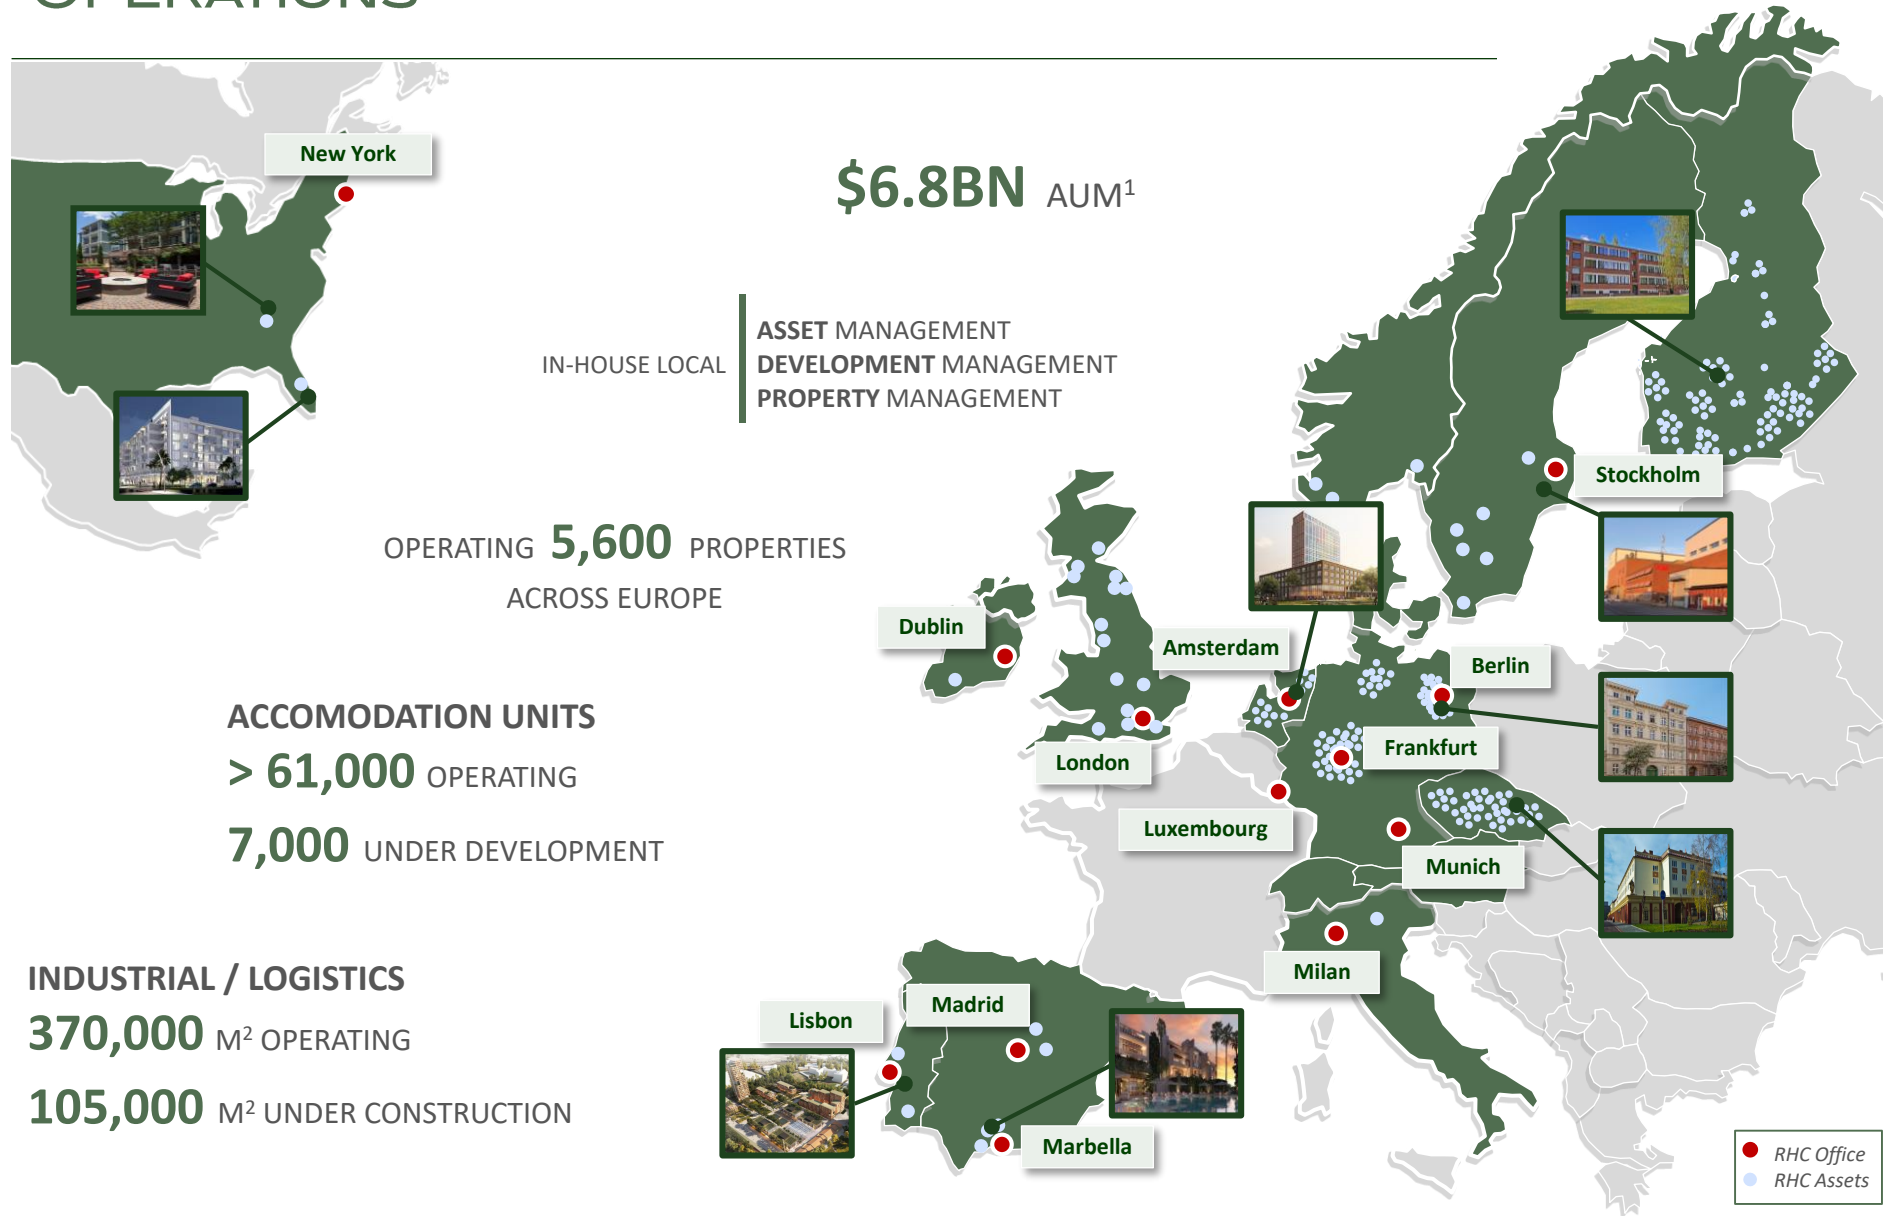 OPERATIONS
New York
$6.8BN AUM¹
IN-HOUSE LOCAL
ASSET MANAGEMENT
DEVELOPMENT MANAGEMENT
PROPERTY MANAGEMENT
OPERATING 5,600 PROPERTIES
ACROSS EUROPE
ACCOMODATION UNITS
> 61,000 OPERATING
7,000 UNDER DEVELOPMENT
INDUSTRIAL / LOGISTICS
370,000 M² OPERATING
105,000 M² UNDER CONSTRUCTION
Stockholm
Dublin
Amsterdam
Berlin
Frankfurt
London
Luxembourg
Munich
Milan
Madrid
Lisbon
Marbella
RHC Office
RHC Assets